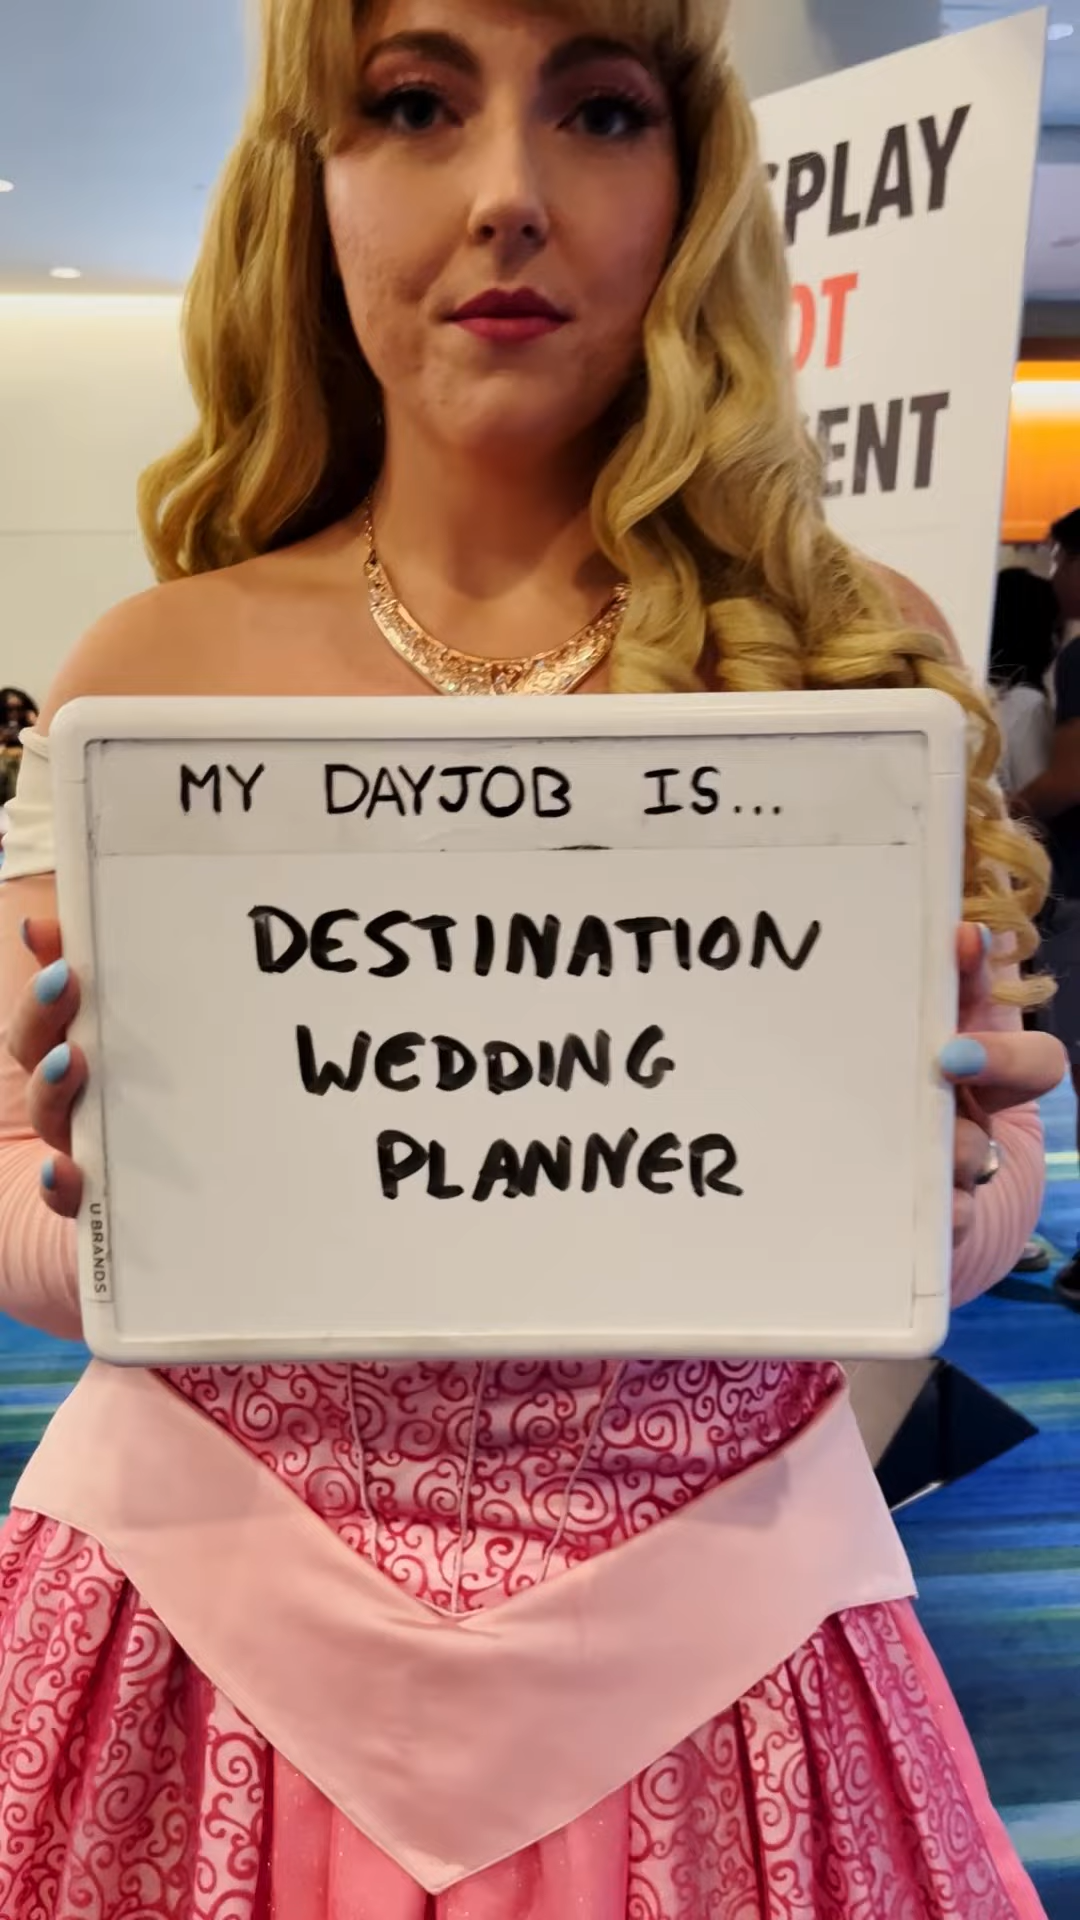 MY DAYJOB IS...
DESTINATION
WEDDING
PLANNER
U BRANDS